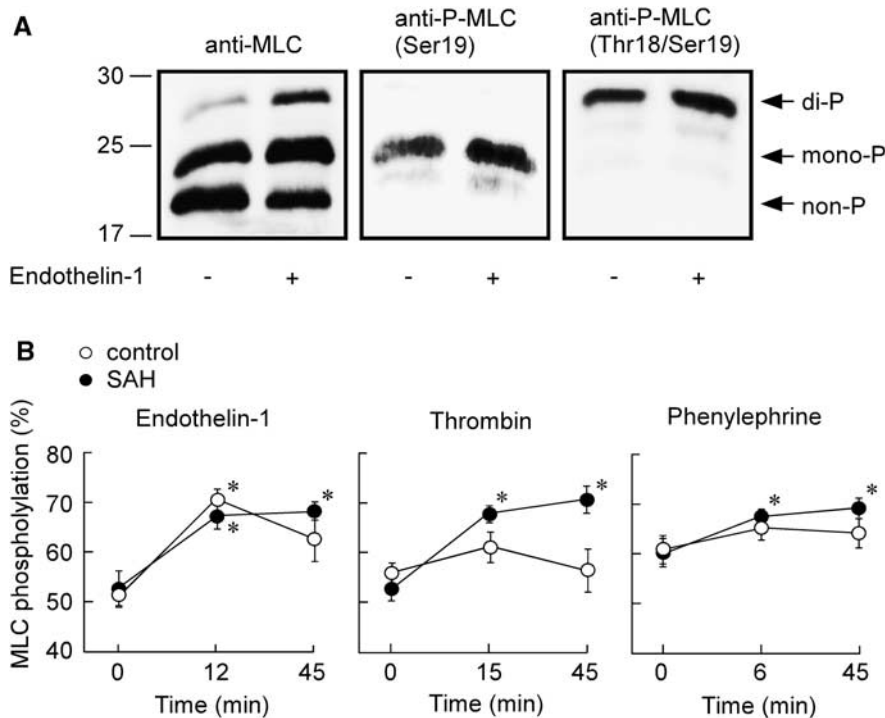 A
anti-MLC
anti-P-MLC
(Ser19)
anti-P-MLC
(Thr18/Ser19)
30
25
17
di-P
mono-P
non-P
Endothelin-1 - + - + - +
B
control
SAH
Endothelin-1
Thrombin
Phenylephrine
MLC phospholylation (%)
80
70
60
50
40
* * *
* *
* *
0 12 45
0 15 45
0 6 45
Time (min)
Time (min)
Time (min)